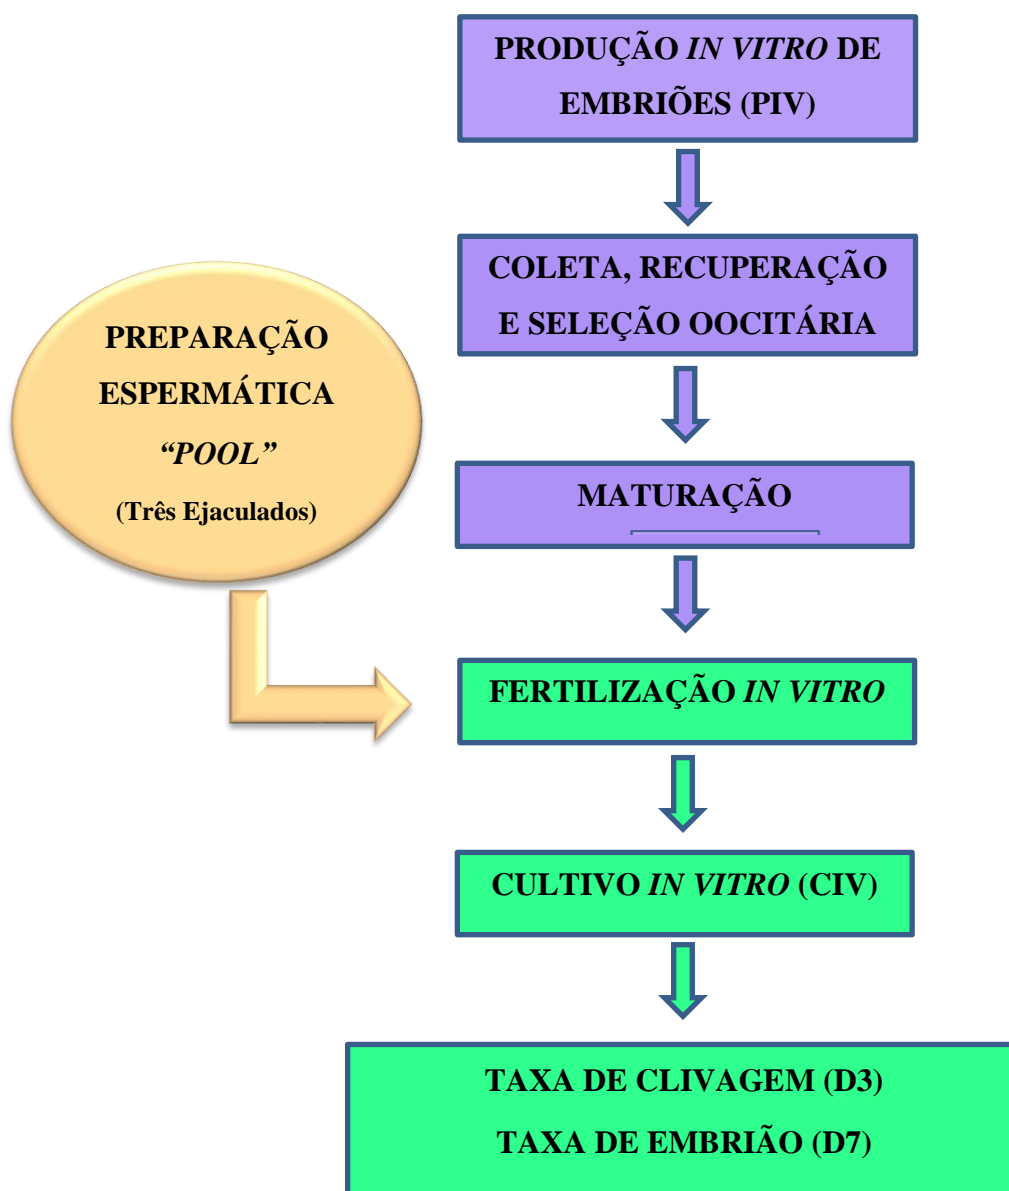 PRODUÇÃO IN VITRO DE
EMBRIÕES (PIV)
COLETA, RECUPERAÇÃO
E SELEÇÃO OOCITÁRIA
PREPARAÇÃO
ESPERMÁTICA
“POOL”
(Três Ejaculados)
MATURAÇÃO
FERTILIZAÇÃO IN VITRO
CULTIVO IN VITRO (CIV)
TAXA DE CLIVAGEM (D3)
TAXA DE EMBRIÃO (D7)